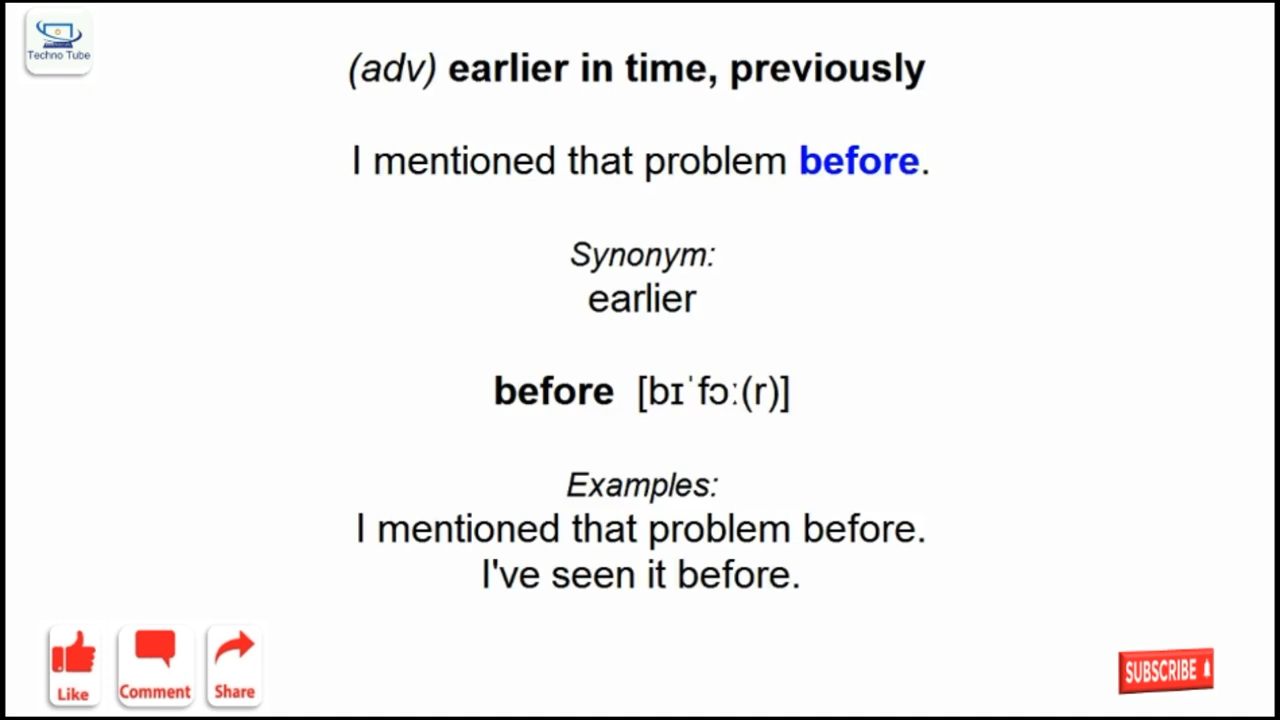 Techno Tube
(adv) earlier in time, previously
I mentioned that problem before.
Synonym:
earlier
before [bɪˈfɔː(r)]
Examples:
I mentioned that problem before.
I've seen it before.
Like Comment Share
SUBSCRIBE